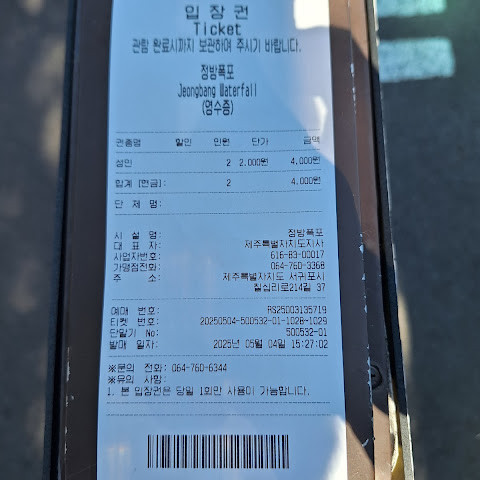 입 장 권
Ticket
관람 완료시까지 보관하여 주시기 바랍니다.
정방폭포
Jeongbang Waterfall
(영수증)
권종명 할인 인원 단가 금액
성인 2 2,000원 4,000원
합계 [현금]: 2 4,000원
단 체 명:
시 설 명: 정방폭포
대 표 자: 제주특별자치도지사
사업자번호: 616-83-00017
가맹점전화: 064-760-3368
주 소: 제주특별자치도 서귀포시
칠십리로214길 37
예매 번호: RS25003135719
티켓 번호: 20250504-500532-01-1028-1029
단말기 No: 500532-01
발매 일자: 2025년 05월 04일 15:27:02
※문의 전화: 064-760-6344
※유의 사항:
1. 본 입장권은 당일 1회만 사용이 가능합니다.